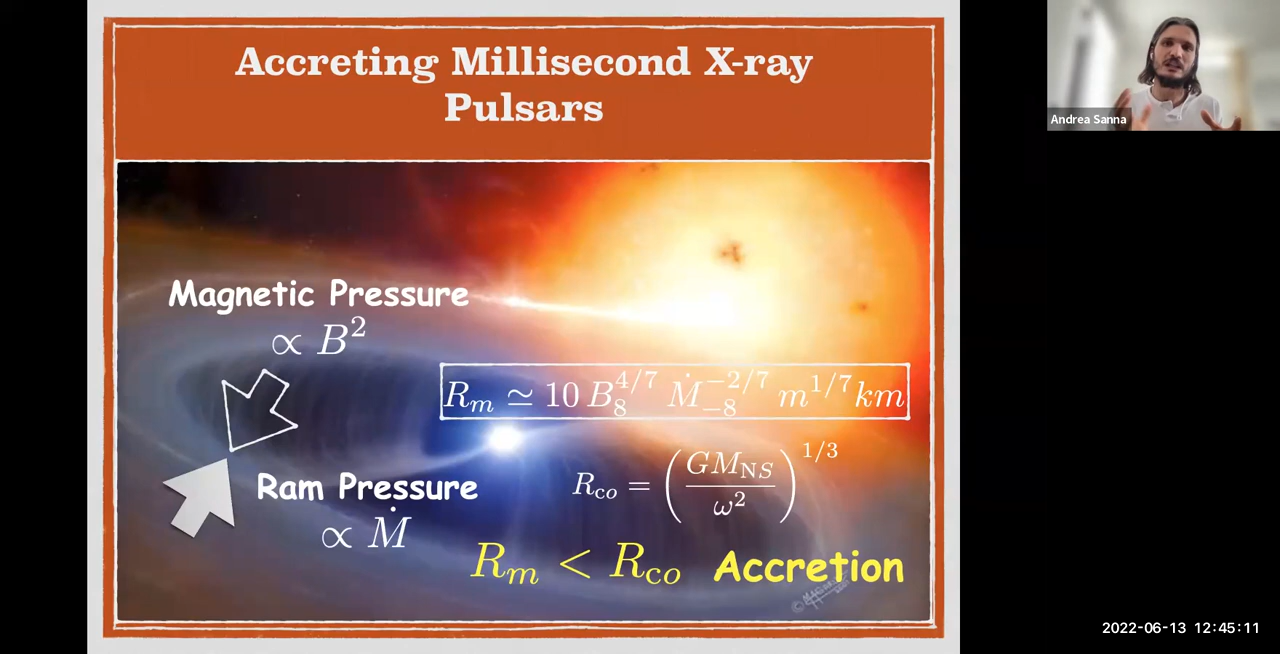 Accreting Millisecond X-ray
Pulsars
Andrea Sanna
Magnetic Pressure
∝ B²
R_m ≃ 10 B_8^{4/7} Ṁ_{-8}^{-2/7} m^{1/7} km
R_co = (GM_NS / ω²)^{1/3}
Ram Pressure
∝ Ṁ
R_m < R_co Accretion
2022-06-13 12:45:11